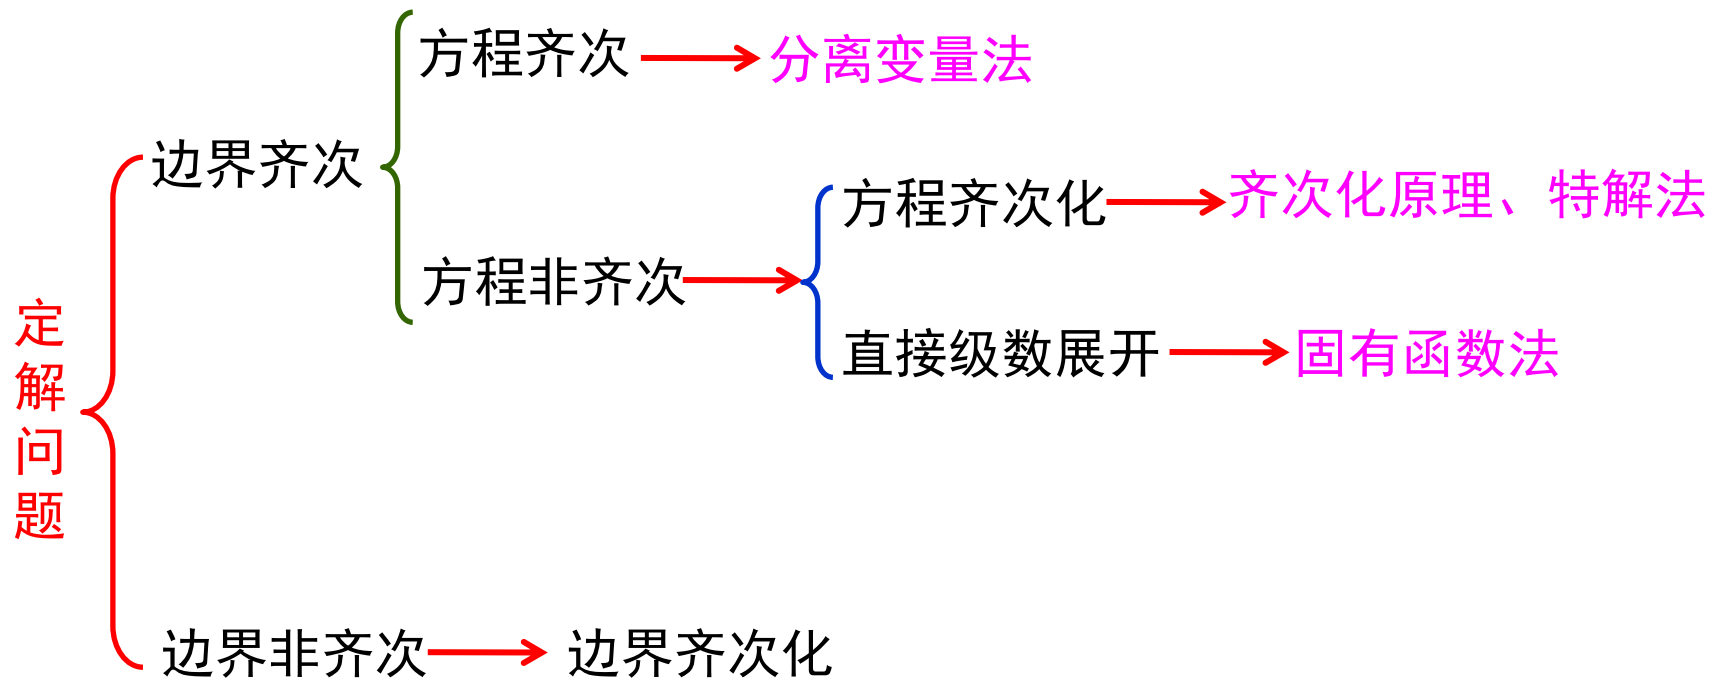 定解问题
边界齐次
方程齐次
分离变量法
方程非齐次
方程齐次化
齐次化原理、特解法
直接级数展开
固有函数法
边界非齐次
边界齐次化